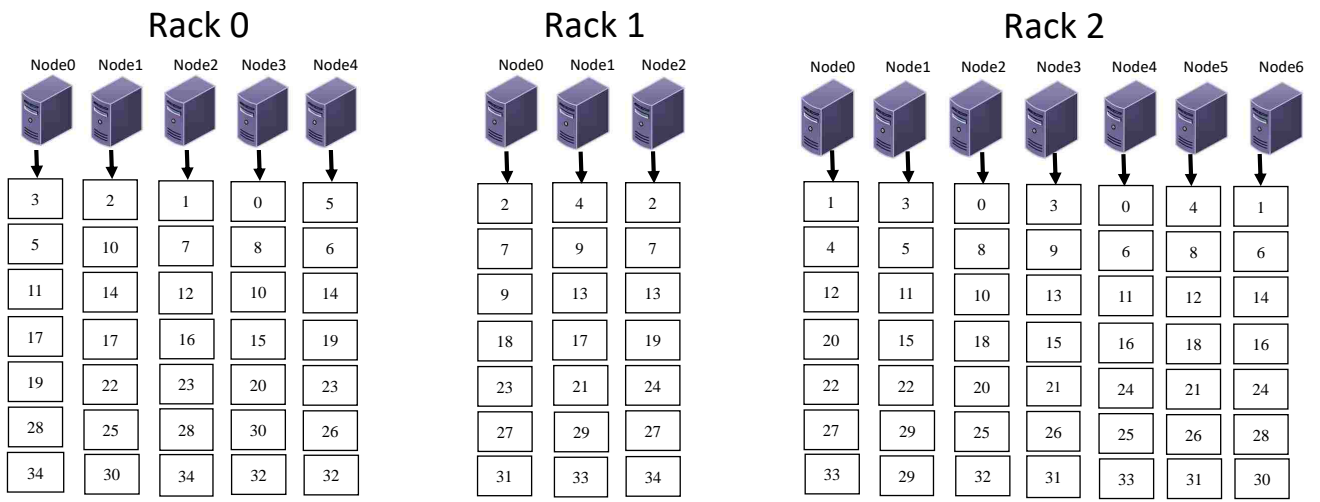 Rack 0 Rack 1 Rack 2
Node0 Node1 Node2 Node3 Node4 Node0 Node1 Node2 Node0 Node1 Node2 Node3 Node4 Node5 Node6
3 2 1 0 5 2 4 2 1 3 0 3 0 4 1
5 10 7 8 6 7 9 7 4 5 8 9 6 8 6
11 14 12 10 14 9 13 13 12 11 10 13 11 12 14
17 17 16 15 19 18 17 19 20 15 18 15 16 18 16
19 22 23 20 23 23 21 24 22 22 20 21 24 21 24
28 25 28 30 26 27 29 27 27 29 25 26 25 26 28
34 30 34 32 32 31 33 34 33 29 32 31 33 31 30